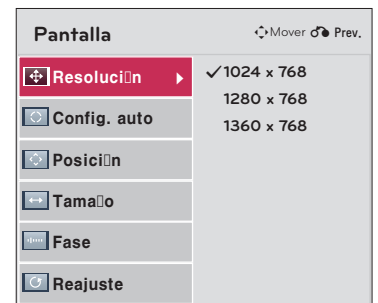 Pantalla
Mover Prev.
Resoluci▯n
Config. auto
Posici▯n
Tama▯o
Fase
Reajuste
✓1024 x 768
1280 x 768
1360 x 768